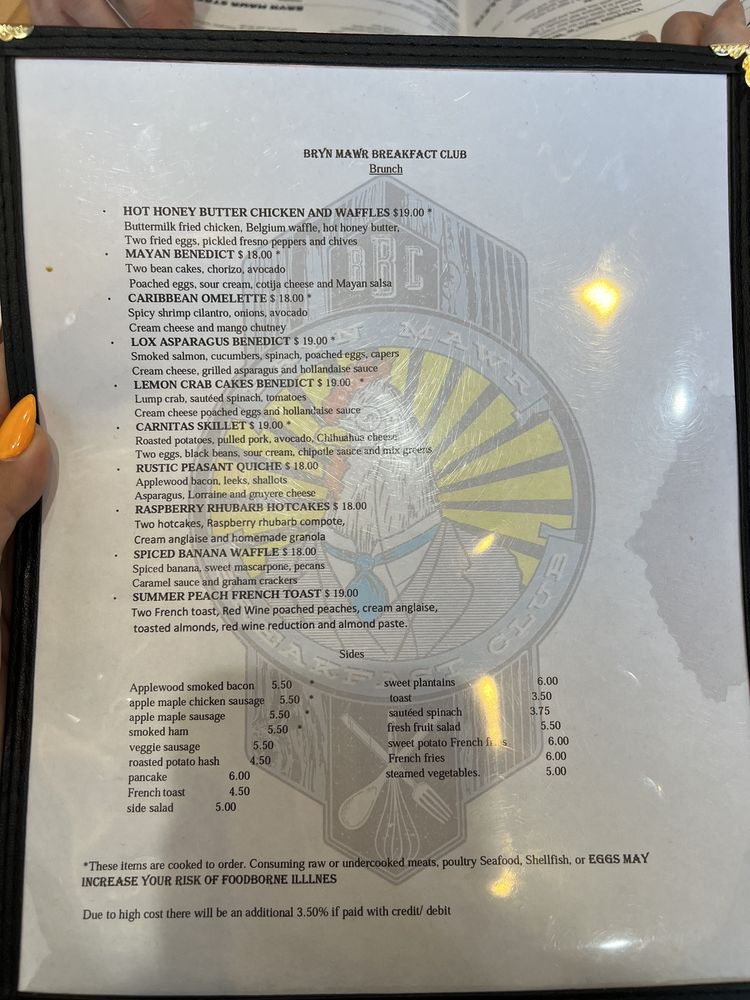 BRYN MAWR BREAKFACT CLUB
Brunch
· HOT HONEY BUTTER CHICKEN AND WAFFLES $19.00 *
Buttermilk fried chicken, Belgium waffle, hot honey butter,
Two fried eggs, pickled fresno peppers and chives
· MAYAN BENEDICT $ 18.00 *
Two bean cakes, chorizo, avocado
Poached eggs, sour cream, cotija cheese and Mayan salsa
· CARIBBEAN OMELETTE $ 18.00 *
Spicy shrimp cilantro, onions, avocado
Cream cheese and mango chutney
· LOX ASPARAGUS BENEDICT $ 19.00 *
Smoked salmon, cucumbers, spinach, poached eggs, capers
Cream cheese, grilled asparagus and hollandaise sauce
· LEMON CRAB CAKES BENEDICT $ 19.00 *
Lump crab, sautéed spinach, tomatoes
Cream cheese poached eggs and hollandaise sauce
· CARNITAS SKILLET $ 19.00 *
Roasted potatoes, pulled pork, avocado, Chihuahua cheese
Two eggs, black beans, sour cream, chipotle sauce and mix greens
· RUSTIC PEASANT QUICHE $ 18.00
Applewood bacon, leeks, shallots
Asparagus, Lorraine and gruyere cheese
· RASPBERRY RHUBARB HOTCAKES $ 18.00
Two hotcakes, Raspberry rhubarb compote,
Cream anglaise and homemade granola
· SPICED BANANA WAFFLE $ 18.00
Spiced banana, sweet mascarpone, pecans
Caramel sauce and graham crackers
· SUMMER PEACH FRENCH TOAST $ 19.00
Two French toast, Red Wine poached peaches, cream anglaise,
toasted almonds, red wine reduction and almond paste.
Sides
Applewood smoked bacon 5.50 *
apple maple chicken sausage 5.50 *
apple maple sausage 5.50 *
smoked ham 5.50 *
veggie sausage 5.50
roasted potato hash 4.50
pancake 6.00
French toast 4.50
side salad 5.00
sweet plantains 6.00
toast 3.50
sautéed spinach 3.75
fresh fruit salad 5.50
sweet potato French fries 6.00
French fries 6.00
steamed vegetables. 5.00
*These items are cooked to order. Consuming raw or undercooked meats, poultry Seafood, Shellfish, or EGGS MAY
INCREASE YOUR RISK OF FOODBORNE ILLLNES
Due to high cost there will be an additional 3.50% if paid with credit/ debit
BBC
N MAWR
EAKFAST CLUB